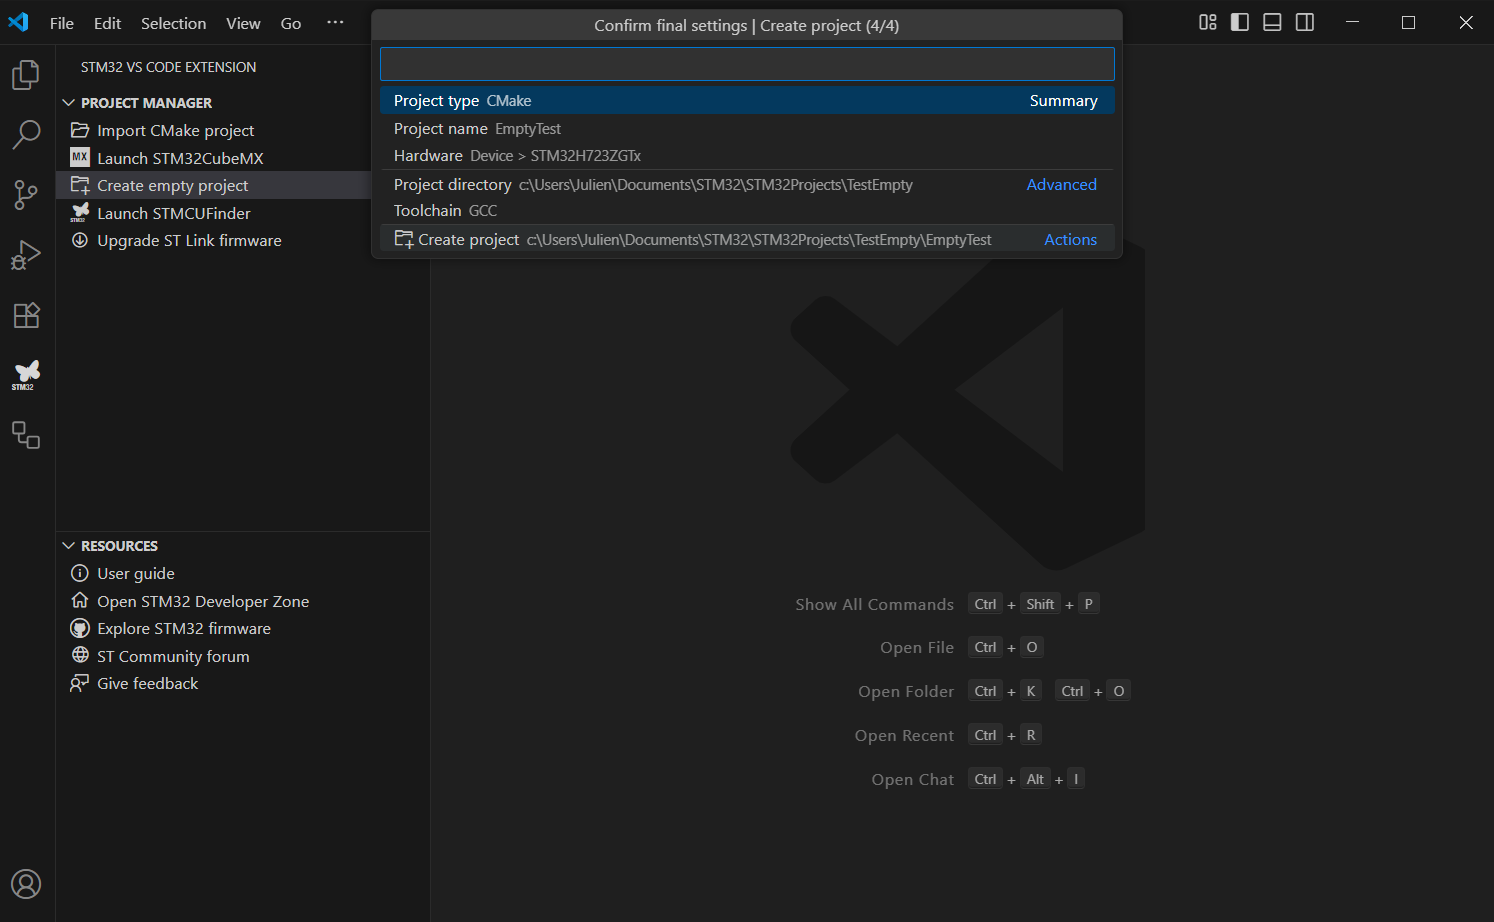 File Edit Selection View Go ···
Confirm final settings | Create project (4/4)
STM32 VS CODE EXTENSION
PROJECT MANAGER
Import CMake project
MX Launch STM32CubeMX
Create empty project
STM32 Launch STMCUFinder
Upgrade ST Link firmware
Project type CMake Summary
Project name EmptyTest
Hardware Device > STM32H723ZGTx
Project directory c:\Users\Julien\Documents\STM32\STM32Projects\TestEmpty Advanced
Toolchain GCC
Create project c:\Users\Julien\Documents\STM32\STM32Projects\TestEmpty\EmptyTest Actions
STM32
RESOURCES
User guide
Open STM32 Developer Zone
Explore STM32 firmware
ST Community forum
Give feedback
Show All Commands Ctrl + Shift + P
Open File Ctrl + O
Open Folder Ctrl + K Ctrl + O
Open Recent Ctrl + R
Open Chat Ctrl + Alt + I